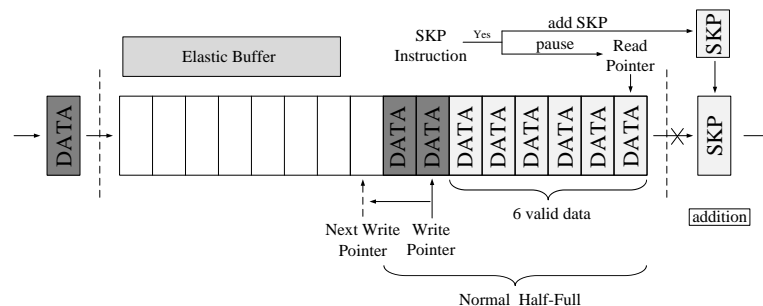 add SKP
SKP
Instruction
Yes
pause
Read
Pointer
SKP
Elastic Buffer
DATA
DATA
DATA
DATA
DATA
DATA
DATA
DATA
DATA
SKP
Next Write
Pointer
Write
Pointer
6 valid data
addition
Normal Half-Full